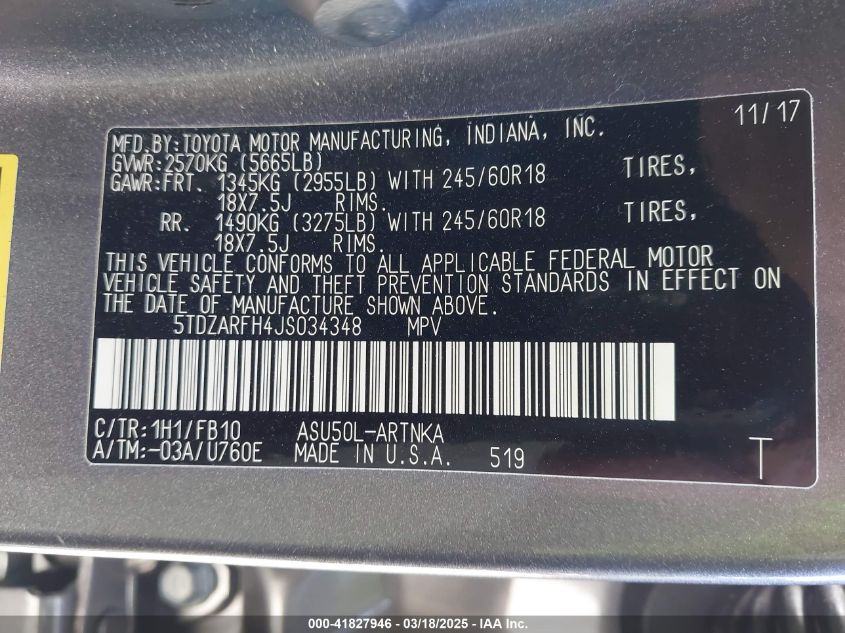 11/17
MFD.BY:TOYOTA MOTOR MANUFACTURING, INDIANA, INC.
GVWR:2570KG (5665LB)
GAWR:FRT. 1345KG (2955LB) WITH 245/60R18 TIRES,
18X7.5J RIMS.
RR. 1490KG (3275LB) WITH 245/60R18 TIRES,
18X7.5J RIMS.
THIS VEHICLE CONFORMS TO ALL APPLICABLE FEDERAL MOTOR
VEHICLE SAFETY AND THEFT PREVENTION STANDARDS IN EFFECT ON
THE DATE OF MANUFACTURE SHOWN ABOVE.
5TDZARFH4JS034348 MPV
C/TR:1H1/FB10 ASU50L-ARTNKA
A/TM:-03A/U760E MADE IN U.S.A. 519 T
000-41827946 - 03/18/2025 - IAA Inc.